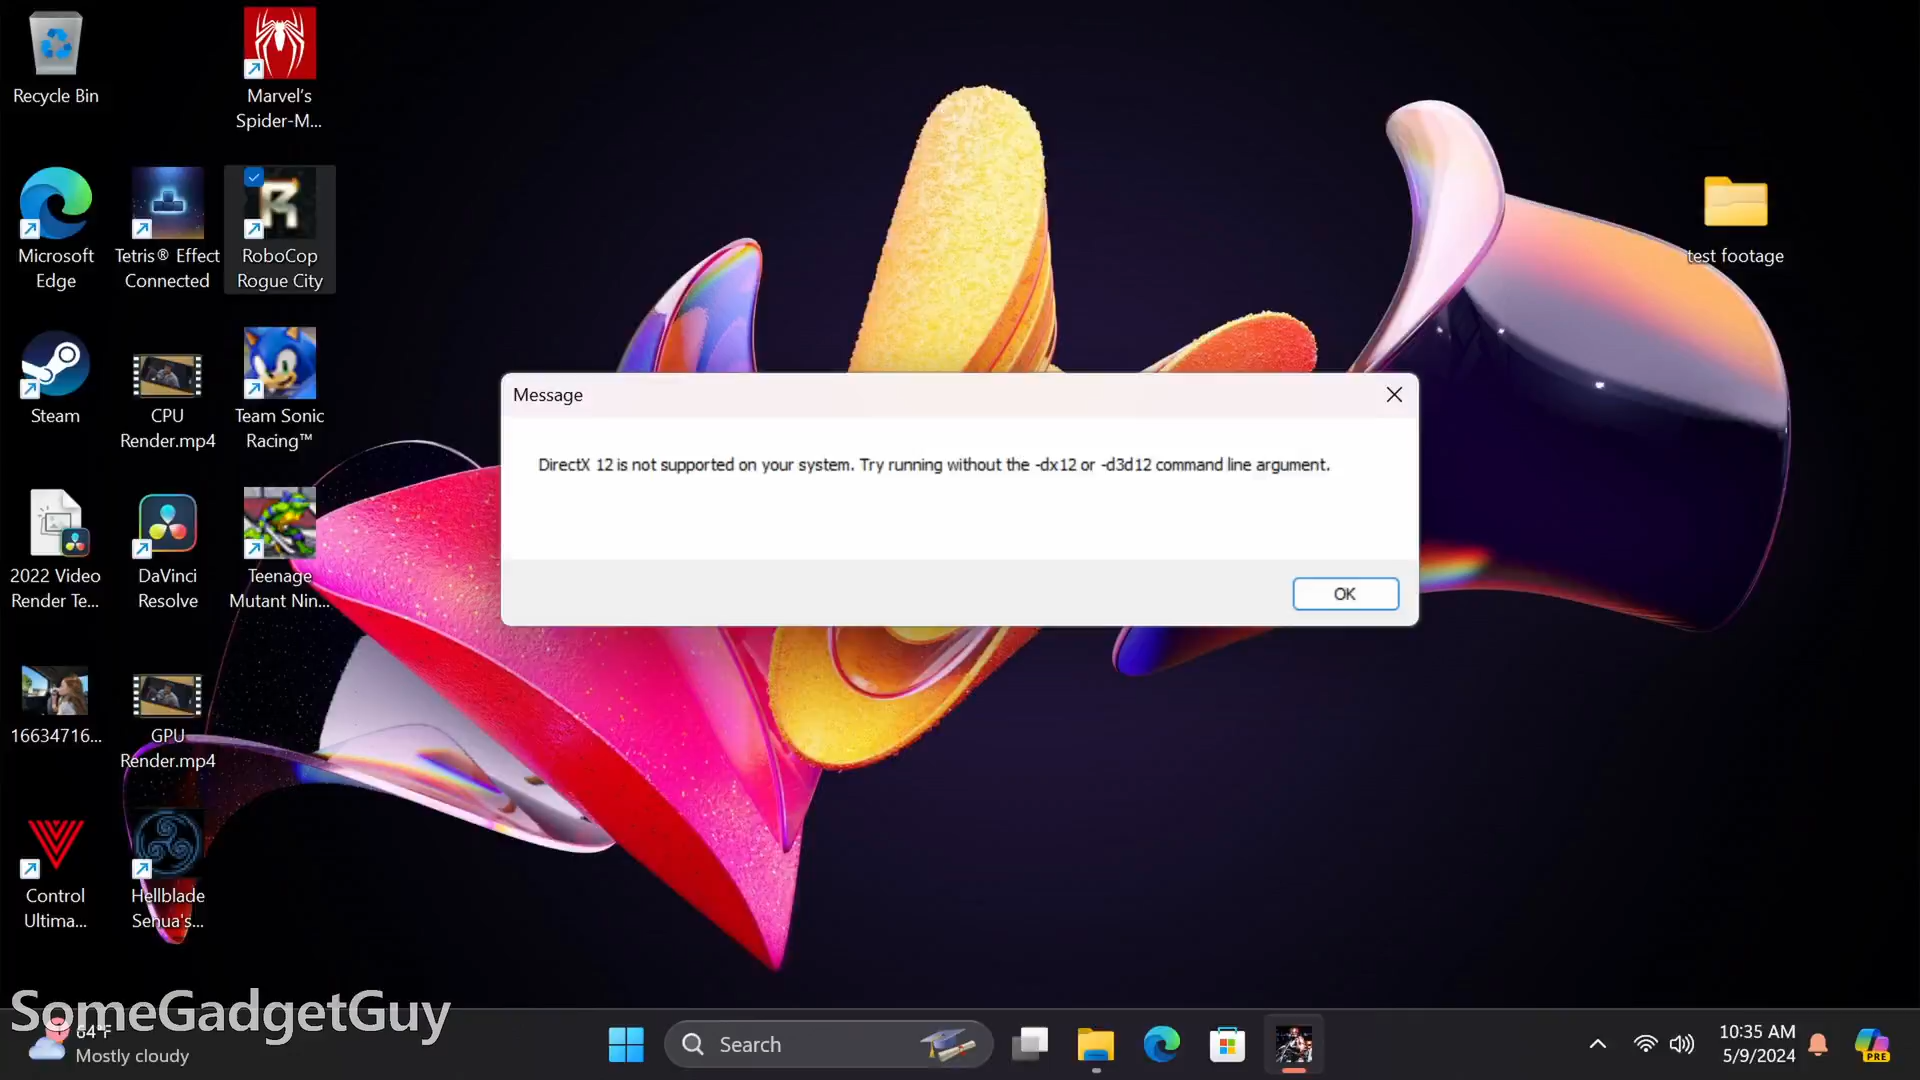 Recycle Bin
Marvel's
Spider-M...
Microsoft
Edge
Tetris® Effect
Connected
RoboCop
Rogue City
test footage
Steam
CPU
Render.mp4
Team Sonic
Racing™
Message
DirectX 12 is not supported on your system. Try running without the -dx12 or -d3d12 command line argument.
OK
2022 Video
Render Te...
DaVinci
Resolve
Teenage
Mutant Nin...
16634716...
GPU
Render.mp4
Control
Ultima...
Hellblade
Senua's...
SomeGadgetGuy
64°F
Mostly cloudy
Search
10:35 AM
5/9/2024
PRE